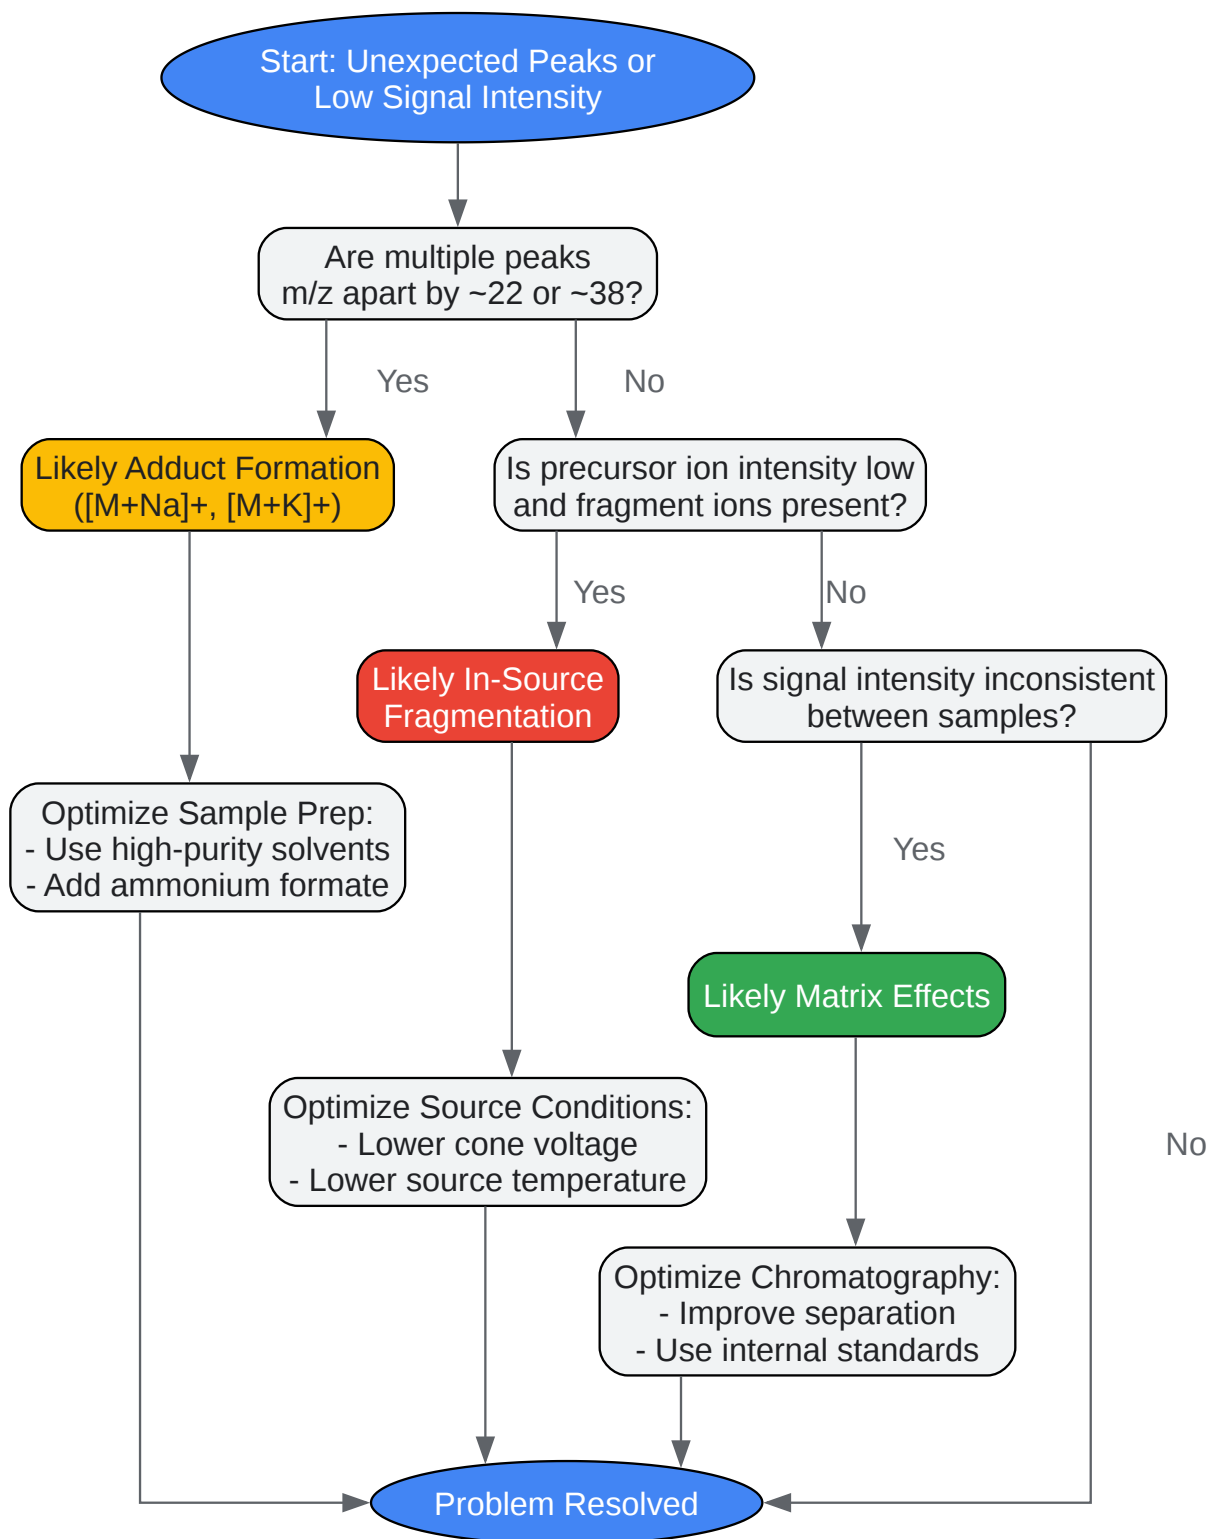 Start: Unexpected Peaks or
Low Signal Intensity
Are multiple peaks
m/z apart by ~22 or ~38?
Yes
No
Likely Adduct Formation
([M+Na]+, [M+K]+)
Is precursor ion intensity low
and fragment ions present?
Yes
No
Likely In-Source
Fragmentation
Is signal intensity inconsistent
between samples?
Optimize Sample Prep:
- Use high-purity solvents
- Add ammonium formate
Yes
Likely Matrix Effects
Optimize Source Conditions:
- Lower cone voltage
- Lower source temperature
No
Optimize Chromatography:
- Improve separation
- Use internal standards
Problem Resolved